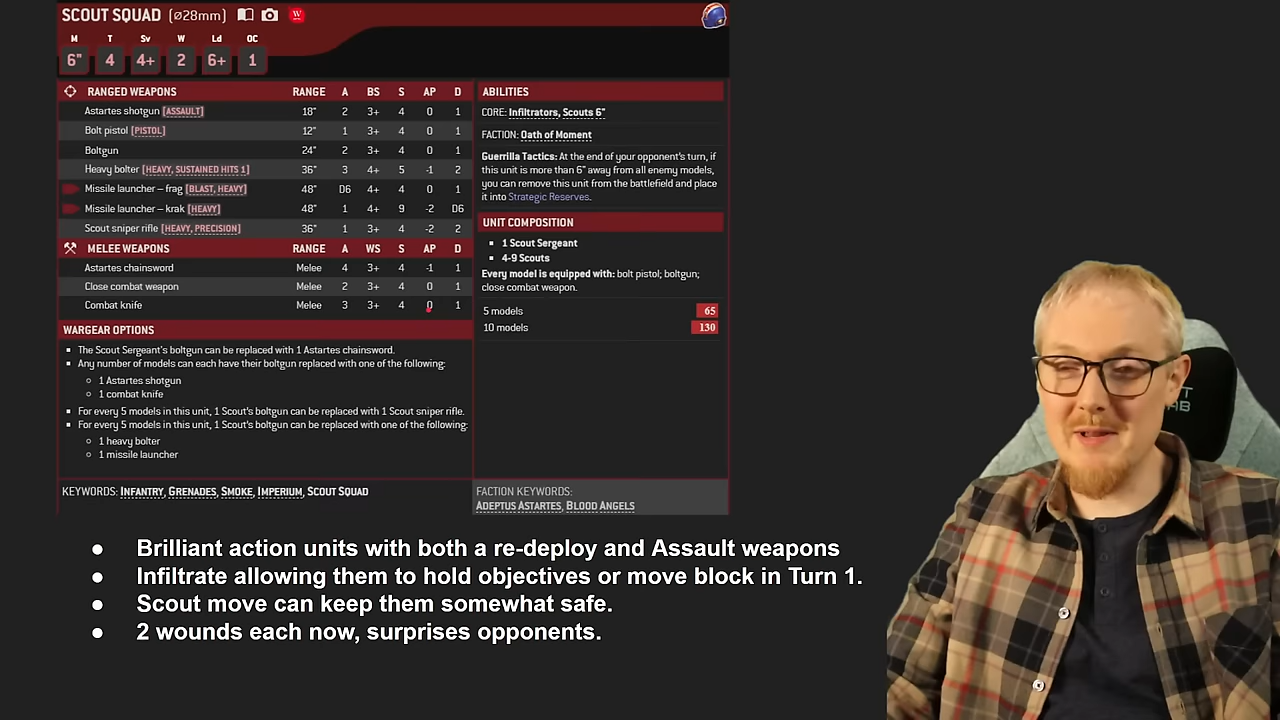 SCOUT SQUAD (⌀28mm)
M T Sv W Ld OC
6" 4 4+ 2 6+ 1
RANGED WEAPONS RANGE A BS S AP D
Astartes shotgun [ASSAULT] 18" 2 3+ 4 0 1
Bolt pistol [PISTOL] 12" 1 3+ 4 0 1
Boltgun 24" 2 3+ 4 0 1
Heavy bolter [HEAVY, SUSTAINED HITS 1] 36" 3 4+ 5 -1 2
Missile launcher – frag [BLAST, HEAVY] 48" D6 4+ 4 0 1
Missile launcher – krak [HEAVY] 48" 1 4+ 9 -2 D6
Scout sniper rifle [HEAVY, PRECISION] 36" 1 3+ 4 -2 2
MELEE WEAPONS RANGE A WS S AP D
Astartes chainsword Melee 4 3+ 4 -1 1
Close combat weapon Melee 2 3+ 4 0 1
Combat knife Melee 3 3+ 4 0 1
WARGEAR OPTIONS
▪ The Scout Sergeant's boltgun can be replaced with 1 Astartes chainsword.
▪ Any number of models can each have their boltgun replaced with one of the following:
○ 1 Astartes shotgun
○ 1 combat knife
▪ For every 5 models in this unit, 1 Scout's boltgun can be replaced with 1 Scout sniper rifle.
▪ For every 5 models in this unit, 1 Scout's boltgun can be replaced with one of the following:
○ 1 heavy bolter
○ 1 missile launcher
KEYWORDS: INFANTRY, GRENADES, SMOKE, IMPERIUM, SCOUT SQUAD
ABILITIES
CORE: Infiltrators, Scouts 6"
FACTION: Oath of Moment
Guerrilla Tactics: At the end of your opponent's turn, if
this unit is more than 6" away from all enemy models,
you can remove this unit from the battlefield and place
it into Strategic Reserves.
UNIT COMPOSITION
▪ 1 Scout Sergeant
▪ 4-9 Scouts
Every model is equipped with: bolt pistol; boltgun;
close combat weapon.
5 models 65
10 models 130
FACTION KEYWORDS:
ADEPTUS ASTARTES, BLOOD ANGELS
● Brilliant action units with both a re-deploy and Assault weapons
● Infiltrate allowing them to hold objectives or move block in Turn 1.
● Scout move can keep them somewhat safe.
● 2 wounds each now, surprises opponents.